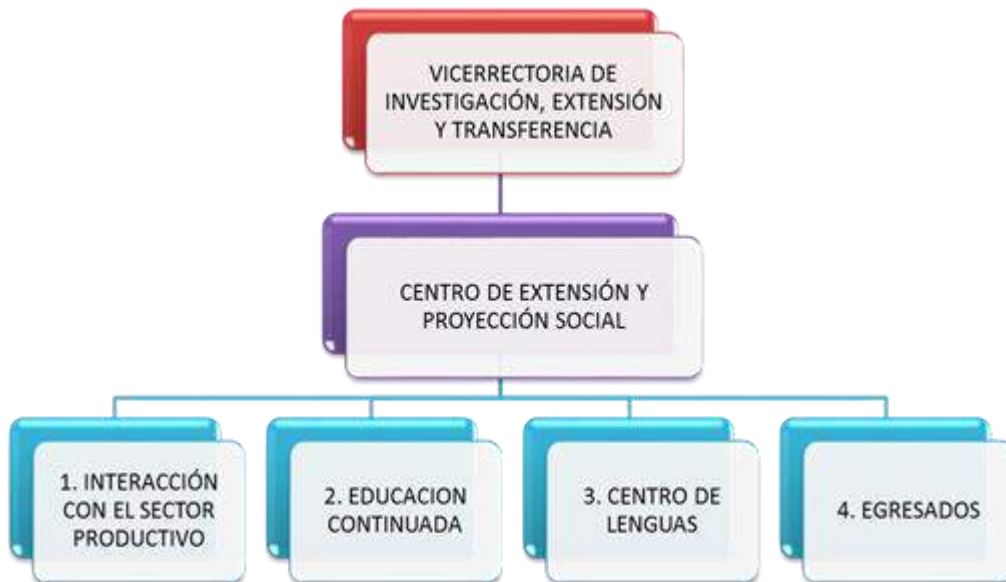 VICERRECTORIA DE
INVESTIGACIÓN, EXTENSIÓN
Y TRANSFERENCIA
CENTRO DE EXTENSIÓN Y
PROYECCIÓN SOCIAL
1. INTERACCIÓN
CON EL SECTOR
PRODUCTIVO
2. EDUCACION
CONTINUADA
3. CENTRO DE
LENGUAS
4. EGRESADOS